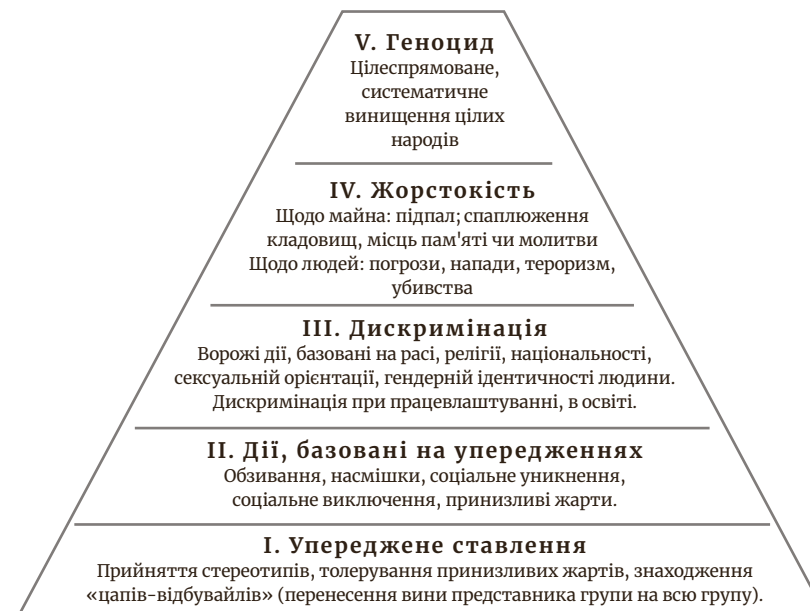 V. Геноцид
Цілеспрямоване,
систематичне
винищення цілих
народів
IV. Жорстокість
Щодо майна: підпал; спаплюження
кладовищ, місць пам'яті чи молитви
Щодо людей: погрози, напади, тероризм,
убивства
III. Дискримінація
Ворожі дії, базовані на расі, релігії, національності,
сексуальній орієнтації, гендерній ідентичності людини.
Дискримінація при працевлаштуванні, в освіті.
II. Дії, базовані на упередженнях
Обзивання, насмішки, соціальне уникнення,
соціальне виключення, принизливі жарти.
I. Упереджене ставлення
Прийняття стереотипів, толерування принизливих жартів, знаходження
«цапів-відбувайлів» (перенесення вини представника групи на всю групу).